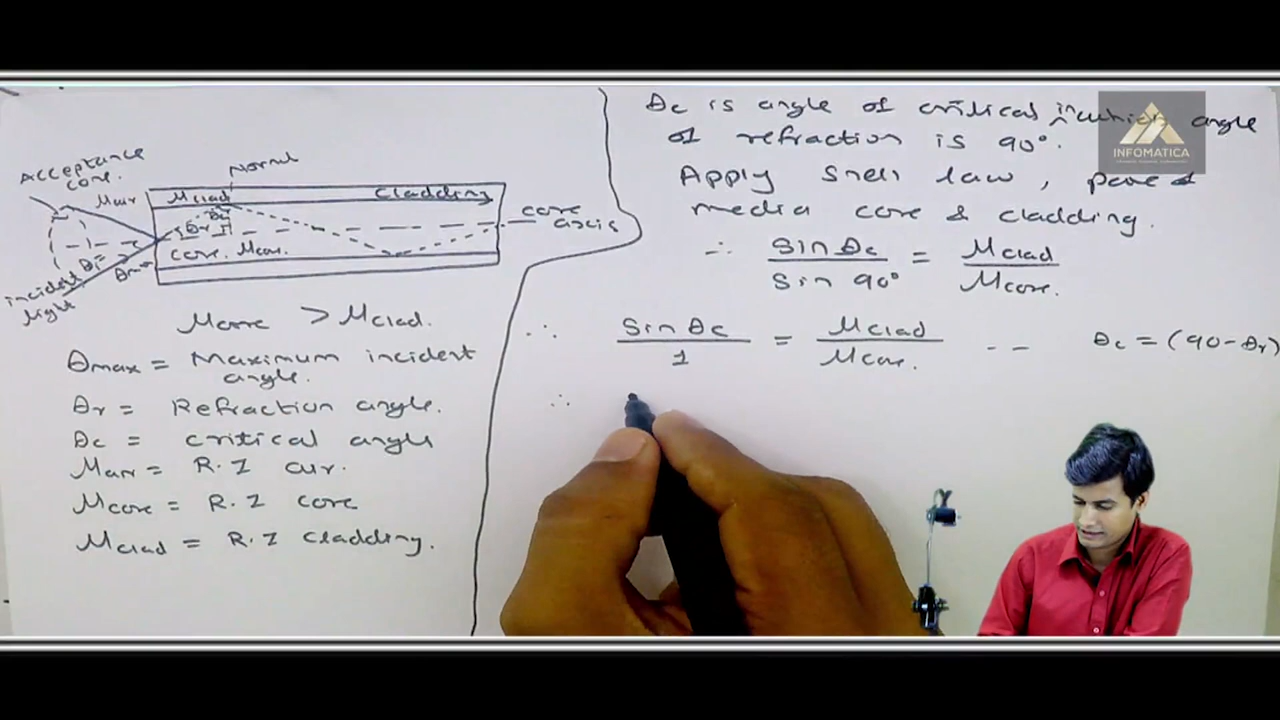 Acceptance
cone.
Normal
μair
μclad
cladding
θc
θr
core
axis
core. μcore.
θi
θmax
incident
light
μcore > μclad.
θmax = Maximum incident
angle.
θr = Refraction angle.
θc = critical angle
μair = R.I air.
μcore = R.I core
μclad = R.I cladding.
θc is angle of critical in which angle
of refraction is 90°.
Apply Snell law,
media core & cladding.
∴ Sin θc / Sin 90° = μclad / μcore.
∴ Sin θc / 1 = μclad / μcore. -- θc = (90-θr)
∴
INFOMATICA